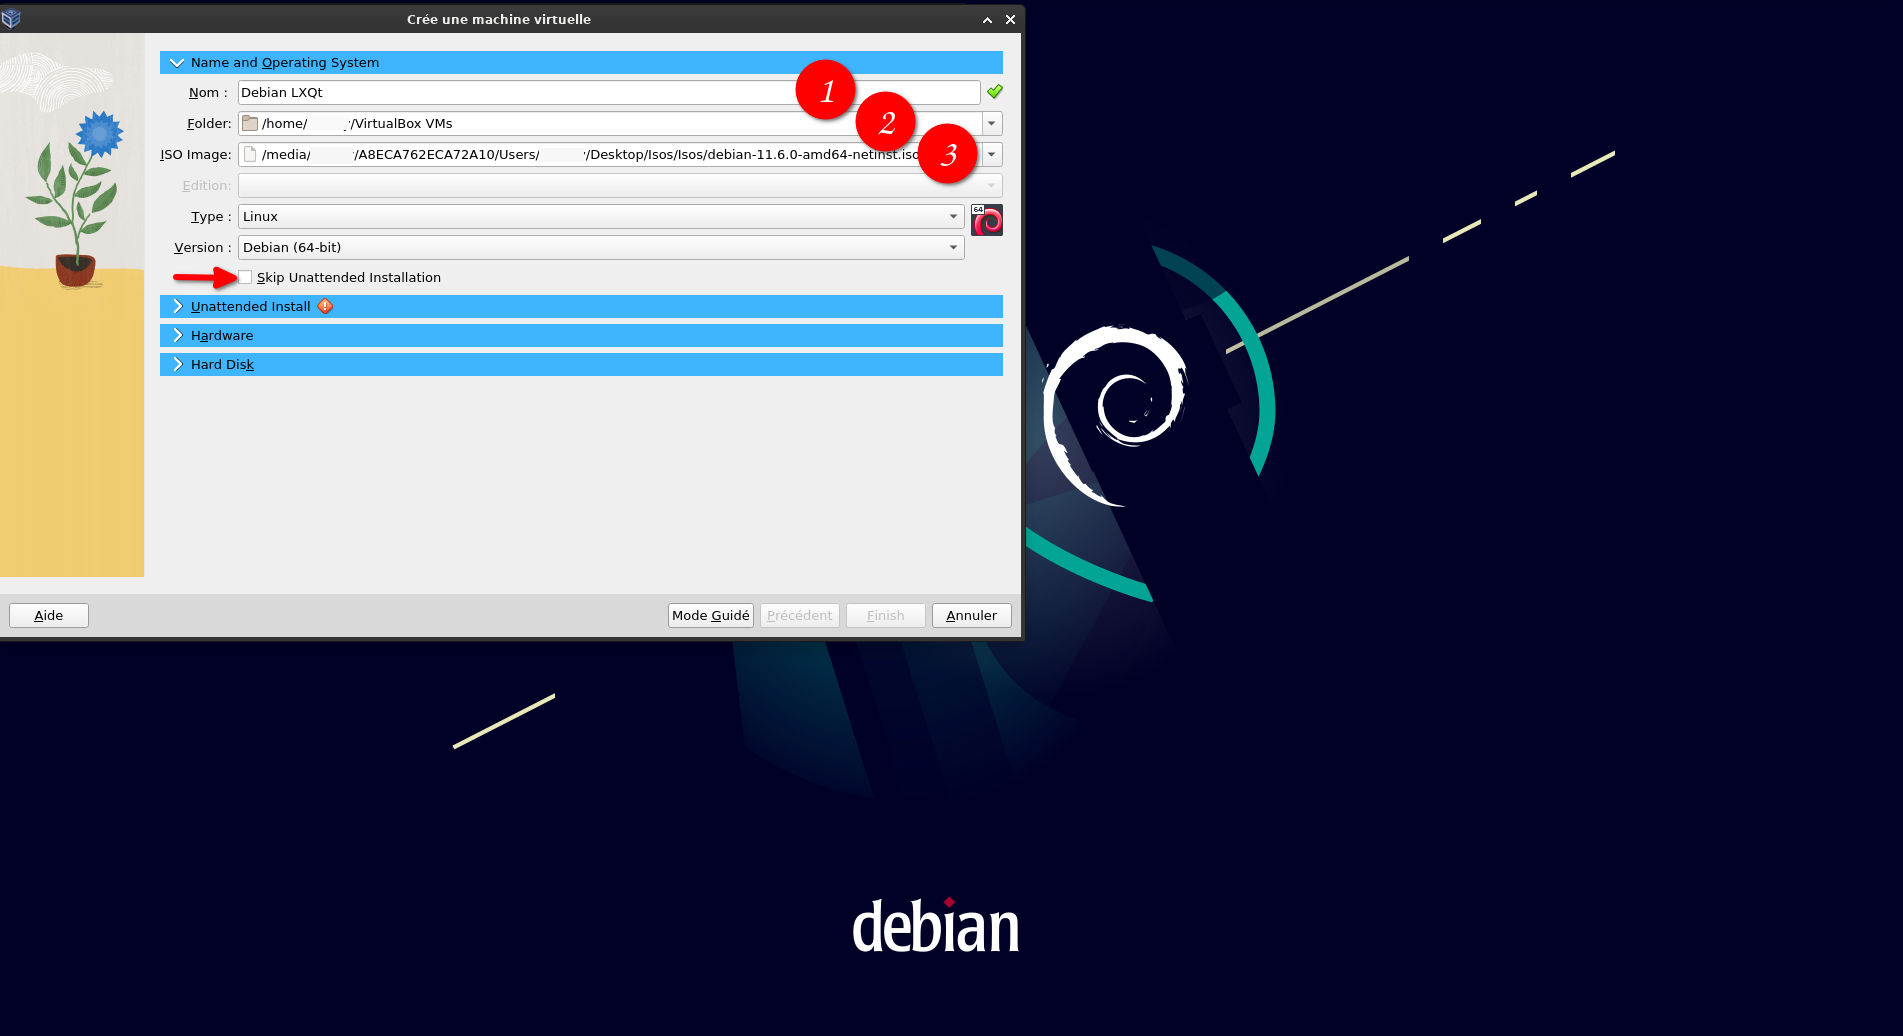 Crée une machine virtuelle
Name and Operating System
Nom : Debian LXQt 1
Folder: /home/ /VirtualBox VMs 2
ISO Image: /media/ /A8ECA762ECA72A10/Users/ /Desktop/Isos/Isos/debian-11.6.0-amd64-netinst.iso 3
Edition:
Type : Linux 64
Version : Debian (64-bit)
Skip Unattended Installation
Unattended Install
Hardware
Hard Disk
Aide Mode Guidé Précédent Finish Annuler
debian